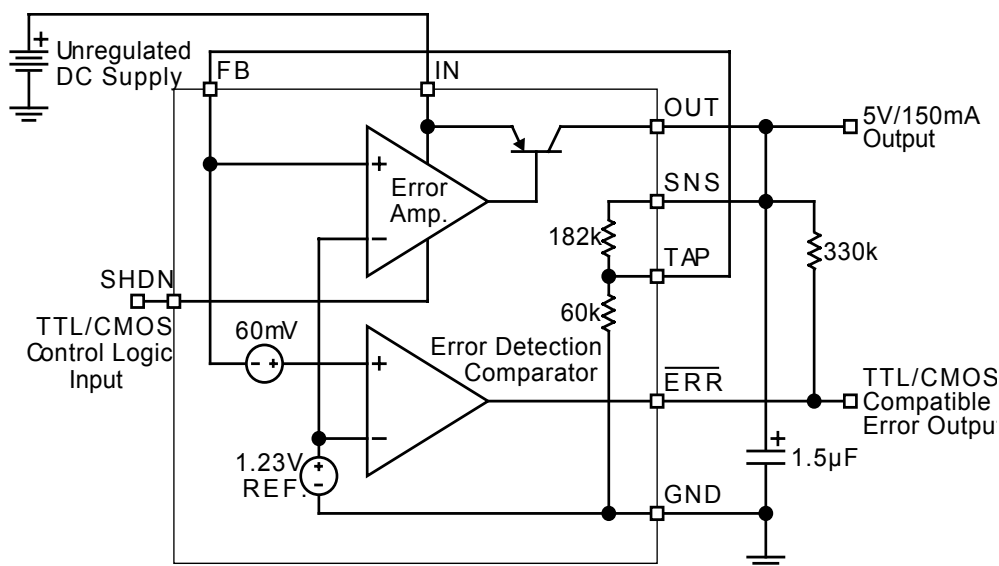 Unregulated
DC Supply
FB
IN
OUT
5V/150mA
Output
+
Error
Amp.
−
SNS
182k
330k
TAP
SHDN
60k
TTL/CMOS
Control Logic
Input
60mV
- +
+
Error Detection
Comparator
ERR
TTL/CMOS
Compatible
Error Output
−
1.23V
REF.
+
-
+
1.5µF
GND
+